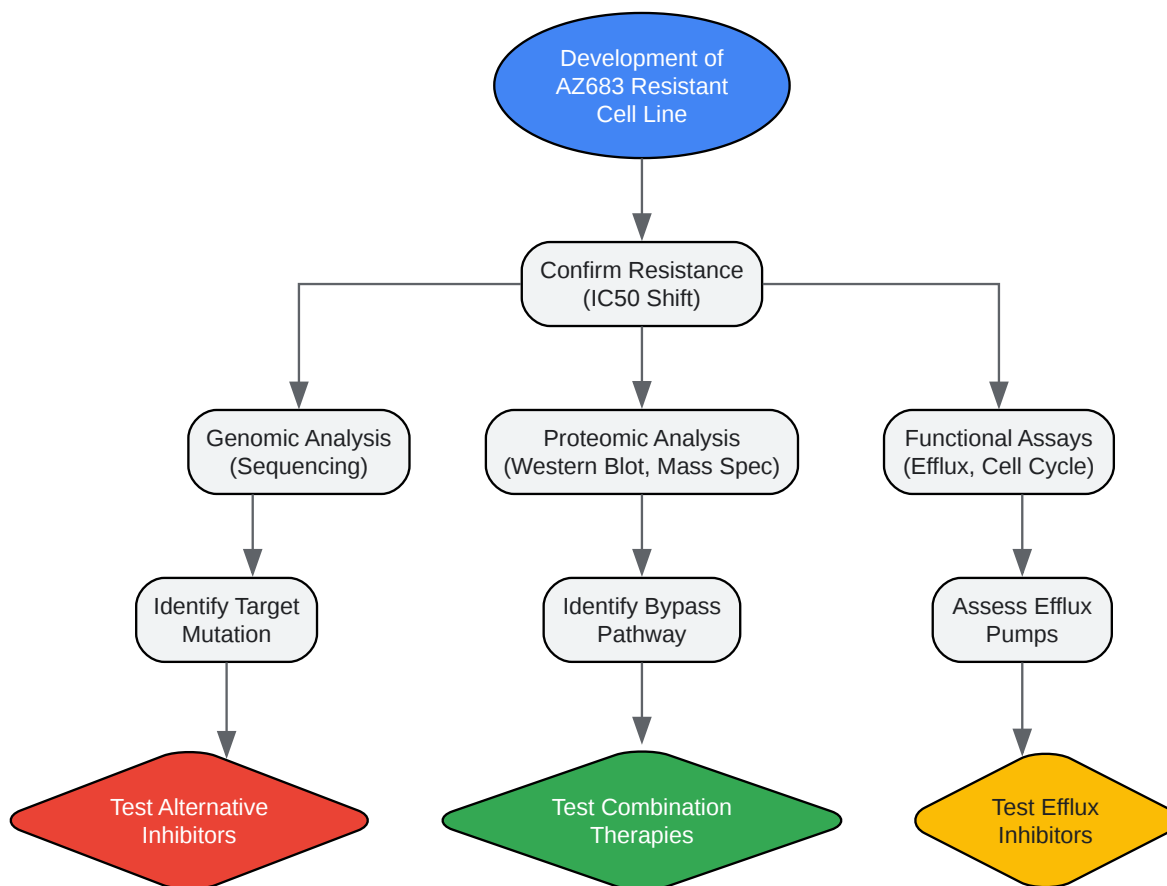 Development of
AZ683 Resistant
Cell Line
Confirm Resistance
(IC50 Shift)
Genomic Analysis
(Sequencing)
Proteomic Analysis
(Western Blot, Mass Spec)
Functional Assays
(Efflux, Cell Cycle)
Identify Target
Mutation
Identify Bypass
Pathway
Assess Efflux
Pumps
Test Alternative
Inhibitors
Test Combination
Therapies
Test Efflux
Inhibitors